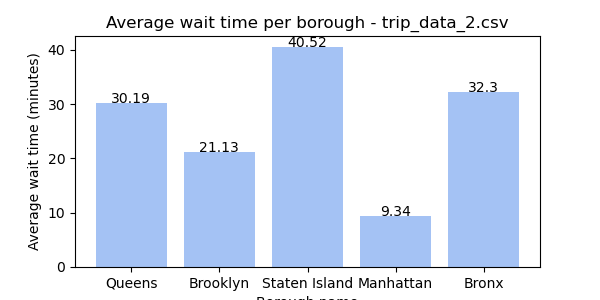 Average wait time per borough - trip_data_2.csv
Average wait time (minutes)
40
30
20
10
0
30.19
21.13
40.52
9.34
32.3
Queens Brooklyn Staten Island Manhattan Bronx
Borough name